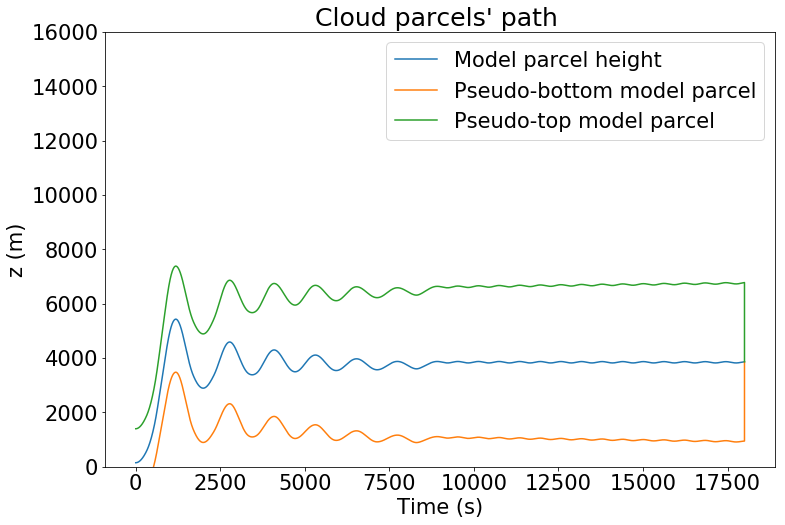 Cloud parcels' path
16000
14000
12000
10000
8000
6000
4000
2000
0
z (m)
Model parcel height
Pseudo-bottom model parcel
Pseudo-top model parcel
0 2500 5000 7500 10000 12500 15000 17500
Time (s)